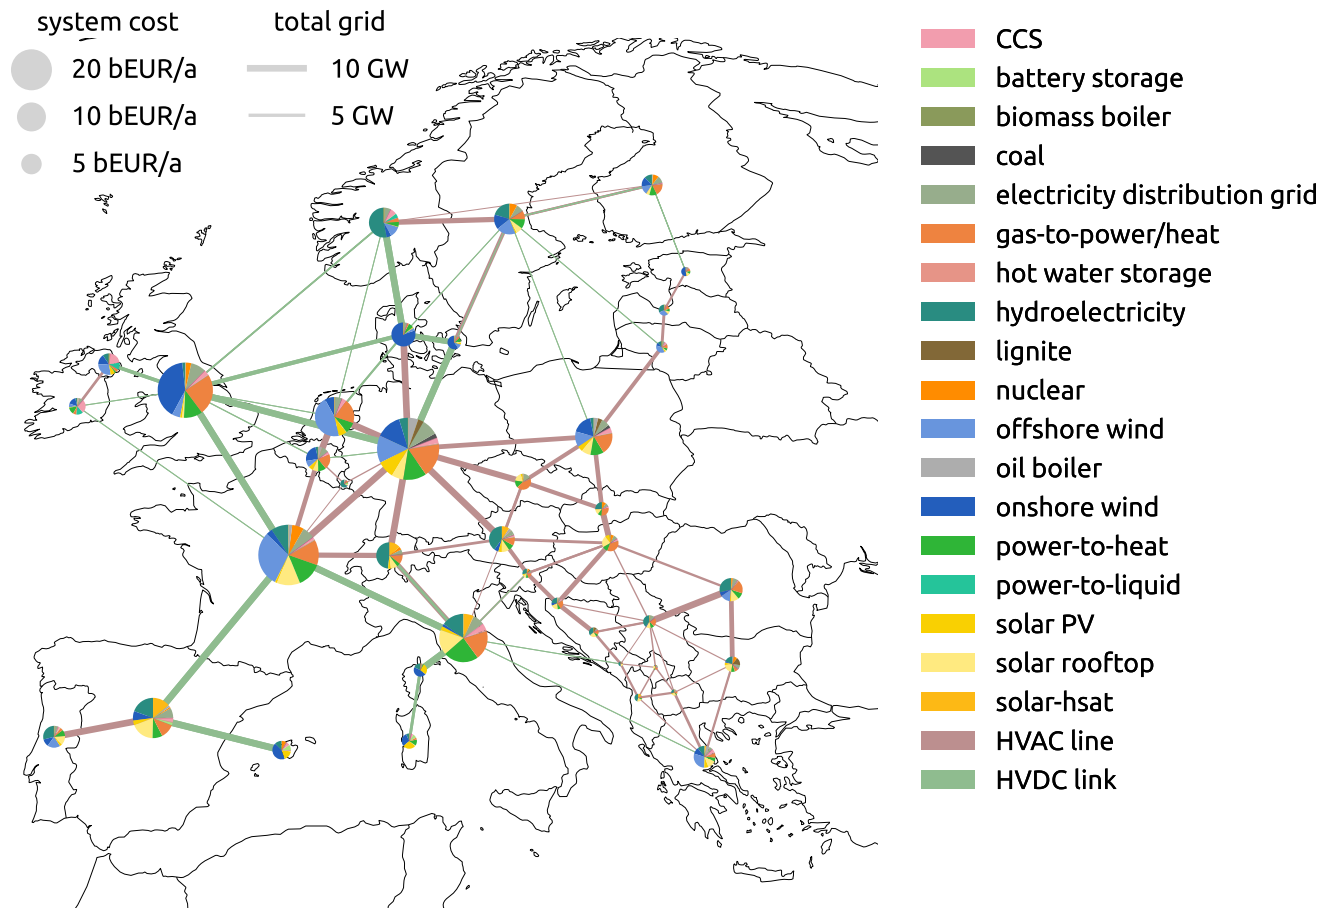 system cost
20 bEUR/a
10 bEUR/a
5 bEUR/a
total grid
10 GW
5 GW
CCS
battery storage
biomass boiler
coal
electricity distribution grid
gas-to-power/heat
hot water storage
hydroelectricity
lignite
nuclear
offshore wind
oil boiler
onshore wind
power-to-heat
power-to-liquid
solar PV
solar rooftop
solar-hsat
HVAC line
HVDC link